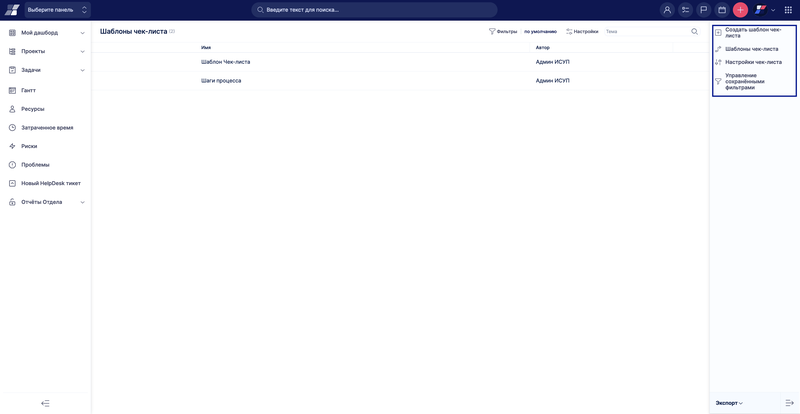 Выберите панель
Введите текст для поиска...
Мой дашборд
Проекты
Задачи
Гантт
Ресурсы
Затраченное время
Риски
Проблемы
Новый HelpDesk тикет
Отчёты Отдела
Шаблоны чек-листа (2)
Фильтры по умолчанию Настройки Тема
Имя Автор
Шаблон Чек-листа Админ ИСУП
Шаги процесса Админ ИСУП
Создать шаблон чек-
листа
Шаблоны чек-листа
Настройки чек-листа
Управление
сохранёнными
фильтрами
Экспорт